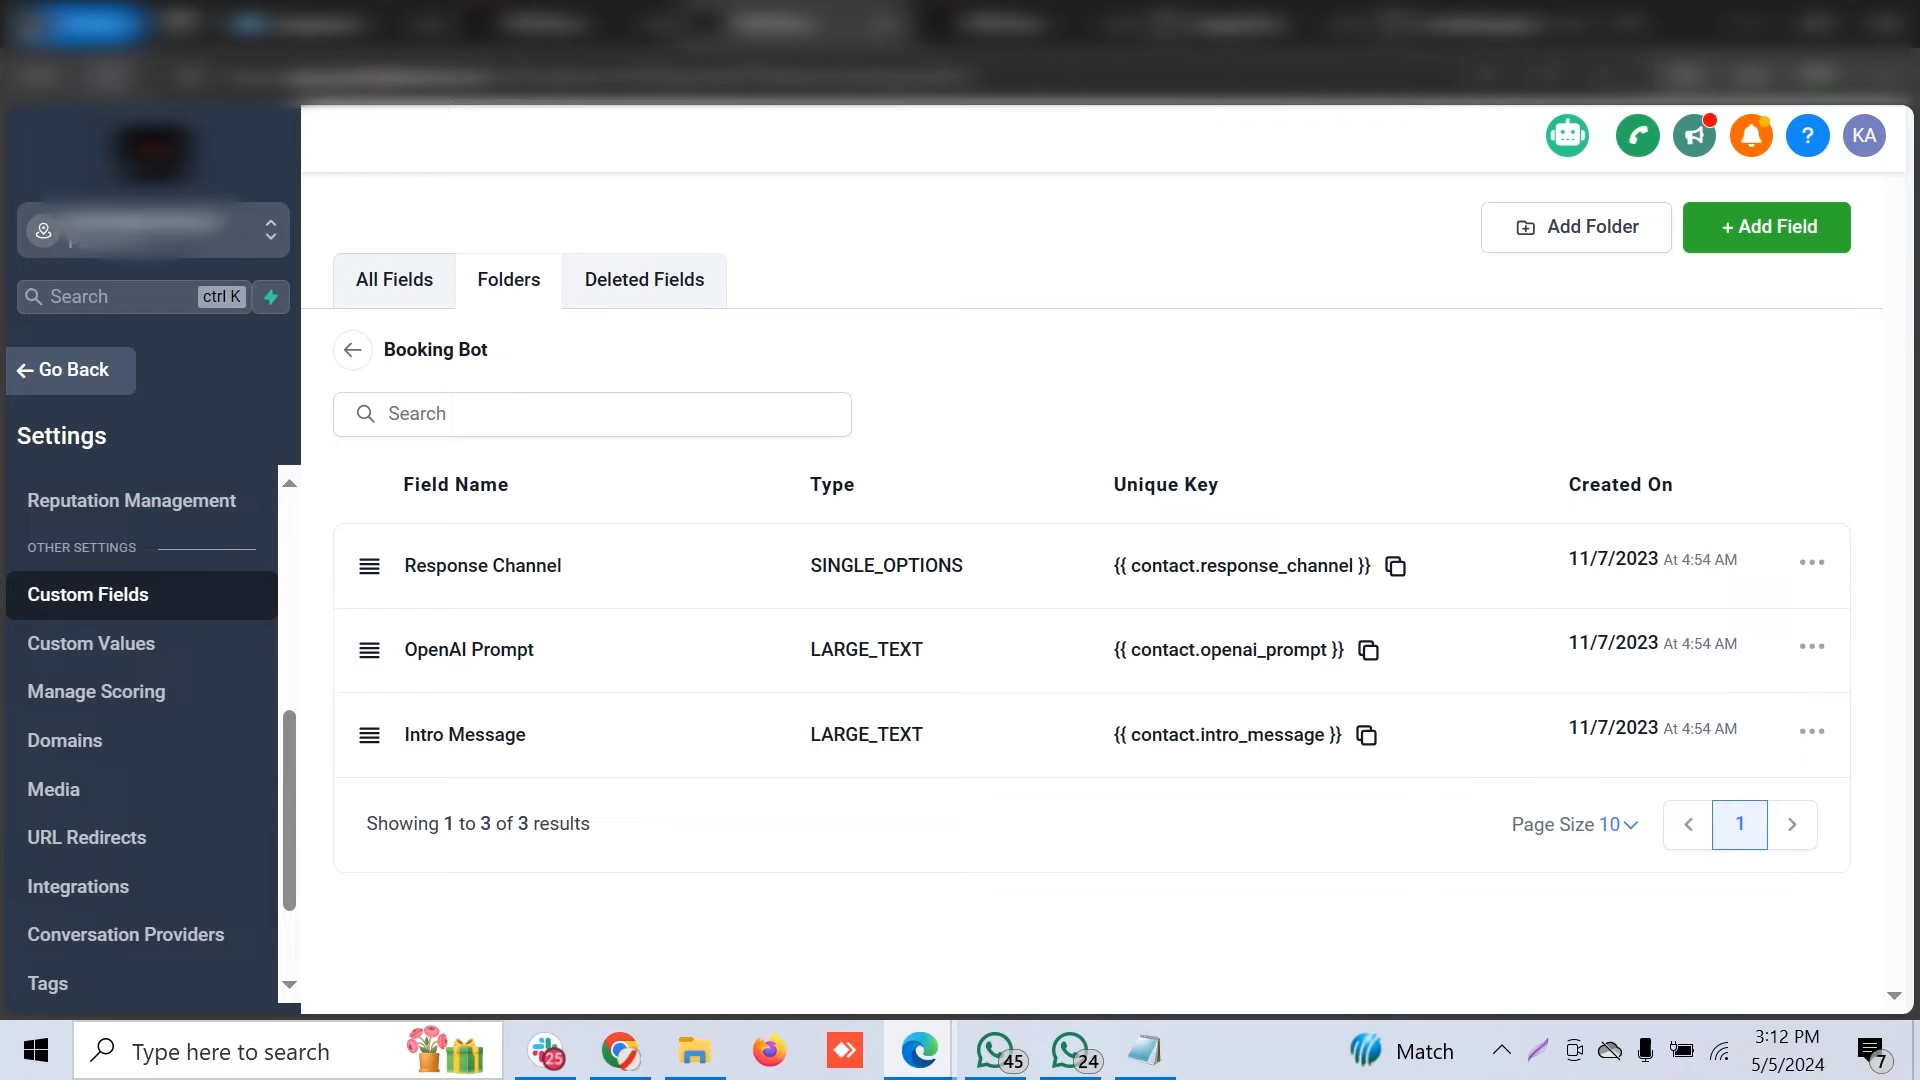 ?
KA
Search
ctrl K
Go Back
Settings
Reputation Management
OTHER SETTINGS
Custom Fields
Custom Values
Manage Scoring
Domains
Media
URL Redirects
Integrations
Conversation Providers
Tags
Add Folder
+ Add Field
All Fields
Folders
Deleted Fields
Booking Bot
Search
Field Name Type Unique Key Created On
Response Channel SINGLE_OPTIONS {{ contact.response_channel }} 11/7/2023 At 4:54 AM
OpenAI Prompt LARGE_TEXT {{ contact.openai_prompt }} 11/7/2023 At 4:54 AM
Intro Message LARGE_TEXT {{ contact.intro_message }} 11/7/2023 At 4:54 AM
Showing 1 to 3 of 3 results
Page Size 10
1
Type here to search
25
45
24
Match
3:12 PM
5/5/2024
7